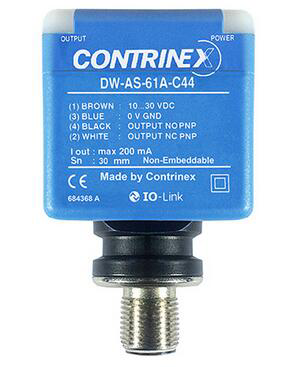 OUTPUT POWER
CONTRINEX
DW-AS-61A-C44
(1) BROWN : 10...30 VDC
(3) BLUE : 0 V GND
(4) BLACK : OUTPUT NO PNP
(2) WHITE : OUTPUT NC PNP
I out : max 200 mA
Sn : 30 mm Non-Embeddable
CE Made by Contrinex
684368 A IO-Link